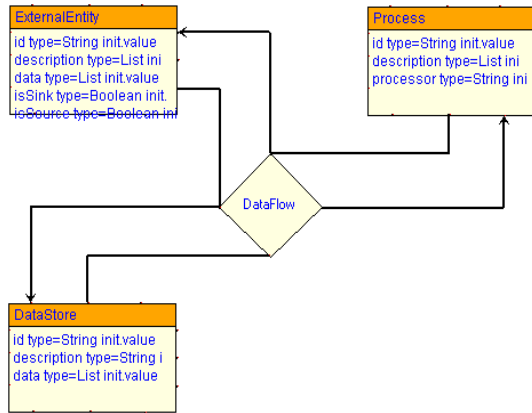 ExternalEntity
id type=String init.value
description type=List ini
data type=List init.value
isSink type=Boolean init.
isSource type=Boolean ini
Process
id type=String init.value
description type=List ini
processor type=String ini
DataFlow
DataStore
id type=String init.value
description type=String i
data type=List init.value